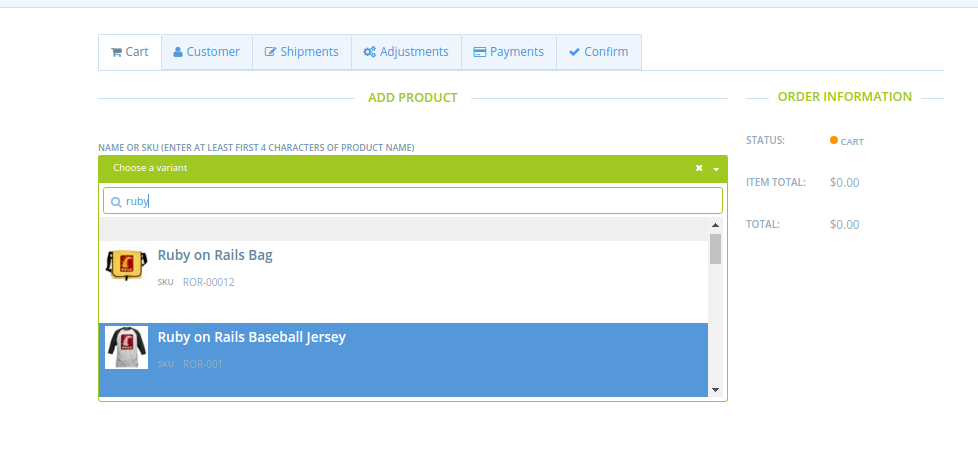 Cart Customer Shipments Adjustments Payments Confirm
ADD PRODUCT
ORDER INFORMATION
NAME OR SKU (ENTER AT LEAST FIRST 4 CHARACTERS OF PRODUCT NAME)
Choose a variant
ruby
Ruby on Rails Bag
SKU ROR-00012
Ruby on Rails Baseball Jersey
SKU ROR-001
STATUS: CART
ITEM TOTAL: $0.00
TOTAL: $0.00